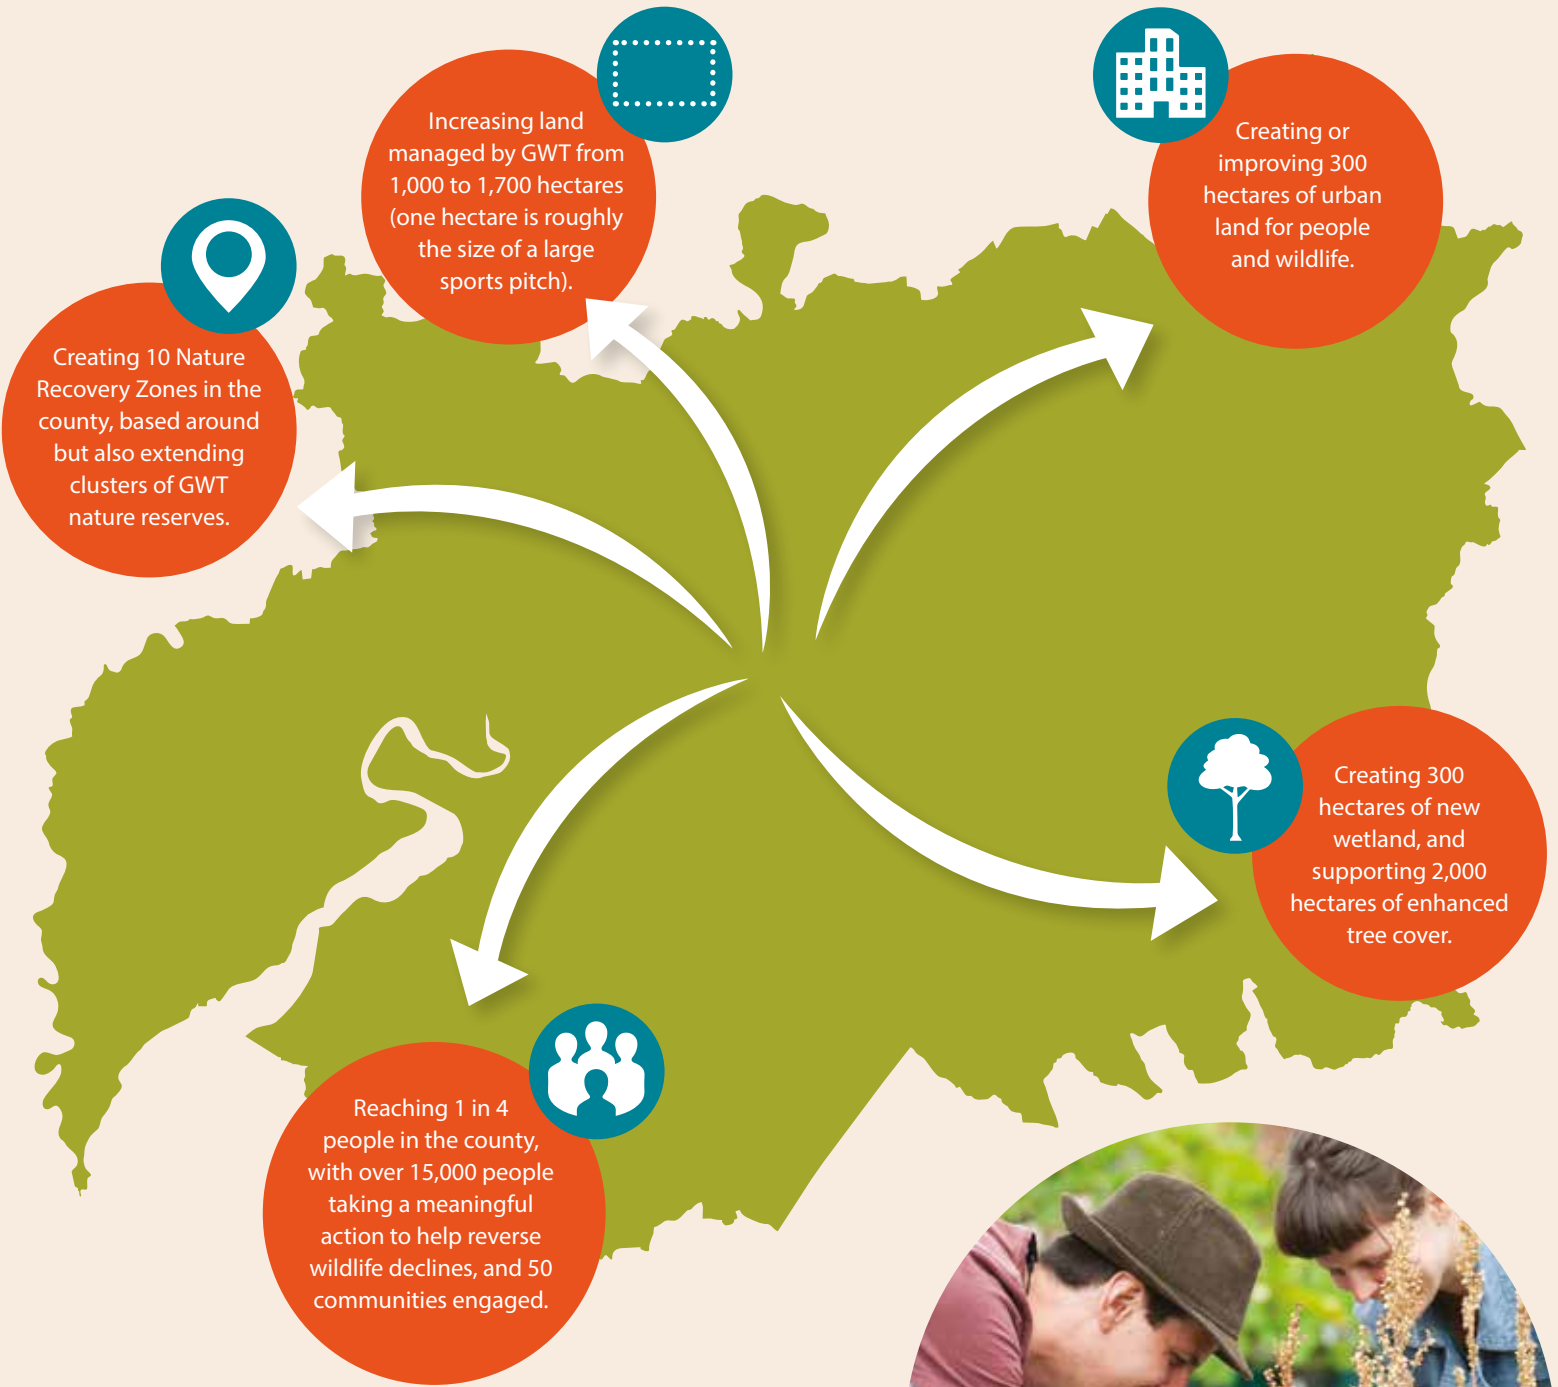 Increasing land
managed by GWT from
1,000 to 1,700 hectares
(one hectare is roughly
the size of a large
sports pitch).
Creating or
improving 300
hectares of urban
land for people
and wildlife.
Creating 10 Nature
Recovery Zones in the
county, based around
but also extending
clusters of GWT
nature reserves.
Creating 300
hectares of new
wetland, and
supporting 2,000
hectares of enhanced
tree cover.
Reaching 1 in 4
people in the county,
with over 15,000 people
taking a meaningful
action to help reverse
wildlife declines, and 50
communities engaged.